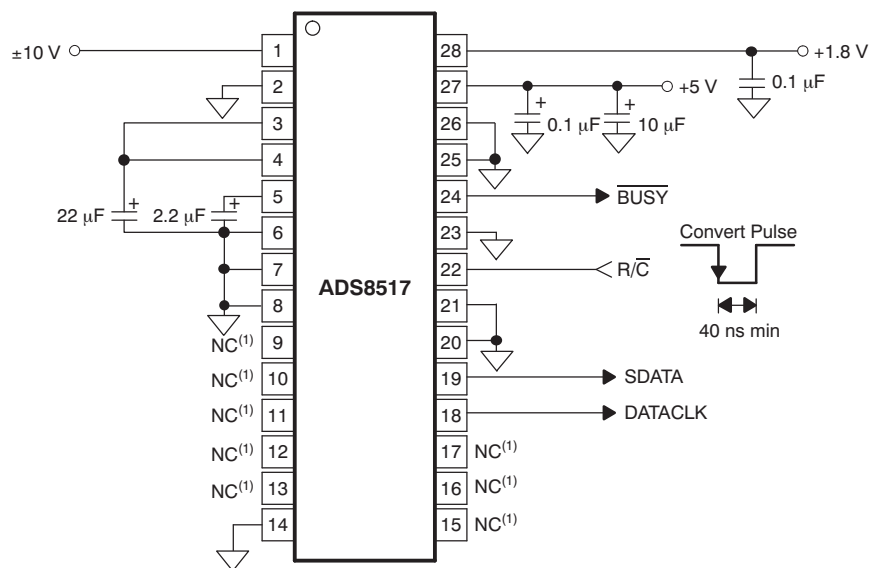 ±10 V
1
2
3
4
5
6
7
8
9
10
11
12
13
14
22 μF
+
2.2 μF
+
NC(1)
NC(1)
NC(1)
NC(1)
NC(1)
ADS8517
28
27
26
25
24
23
22
21
20
19
18
17
16
15
+1.8 V
0.1 μF
+5 V
+
0.1 μF
+
10 μF
BUSY
R/C
SDATA
DATACLK
NC(1)
NC(1)
NC(1)
Convert Pulse
40 ns min